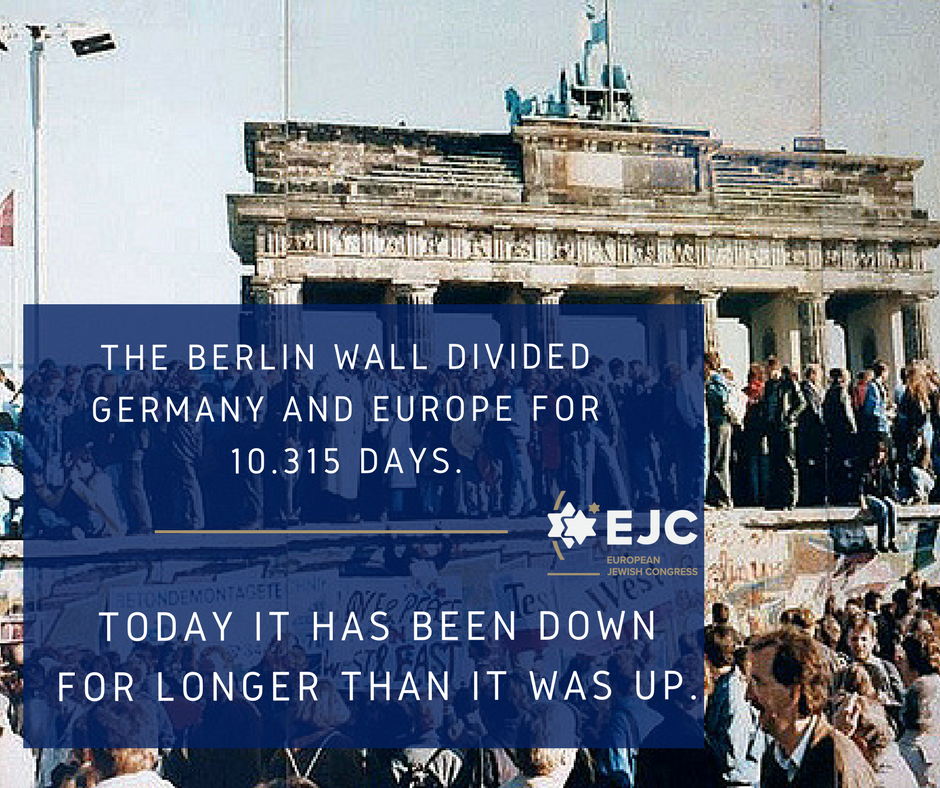 THE BERLIN WALL DIVIDED
GERMANY AND EUROPE FOR
10.315 DAYS.
EJC
EUROPEAN
JEWISH CONGRESS
TODAY IT HAS BEEN DOWN
FOR LONGER THAN IT WAS UP.